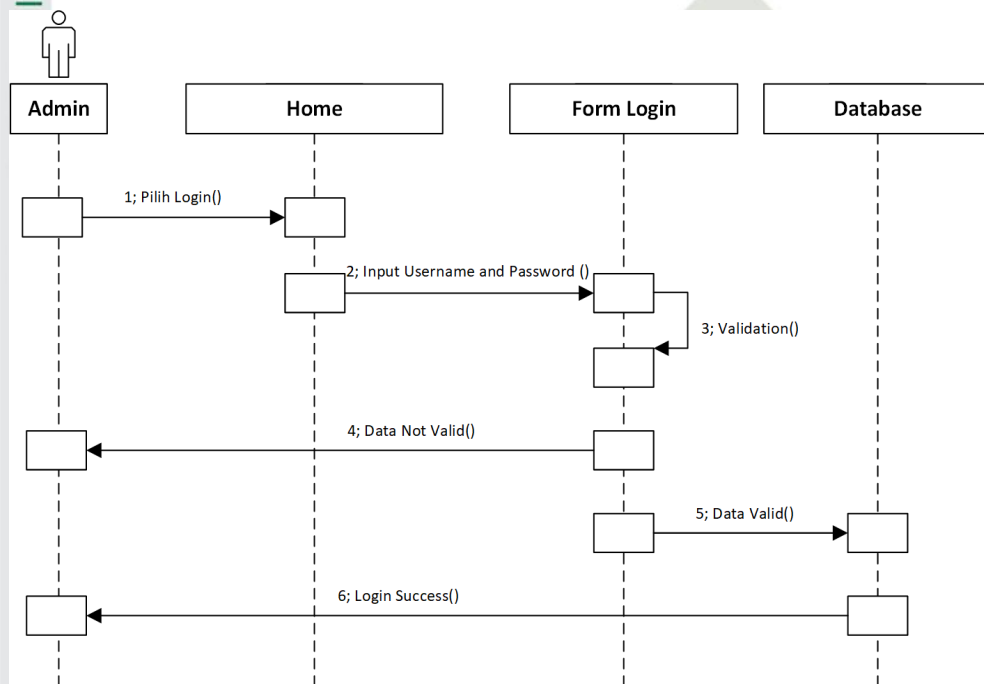 Admin
Home
Form Login
Database
1; Pilih Login()
2; Input Username and Password ()
3; Validation()
4; Data Not Valid()
5; Data Valid()
6; Login Success()